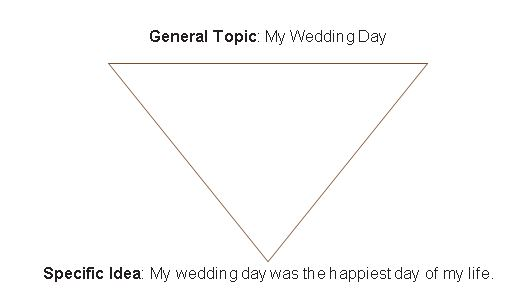 General Topic: My Wedding Day
Specific Idea: My wedding day was the happiest day of my life.